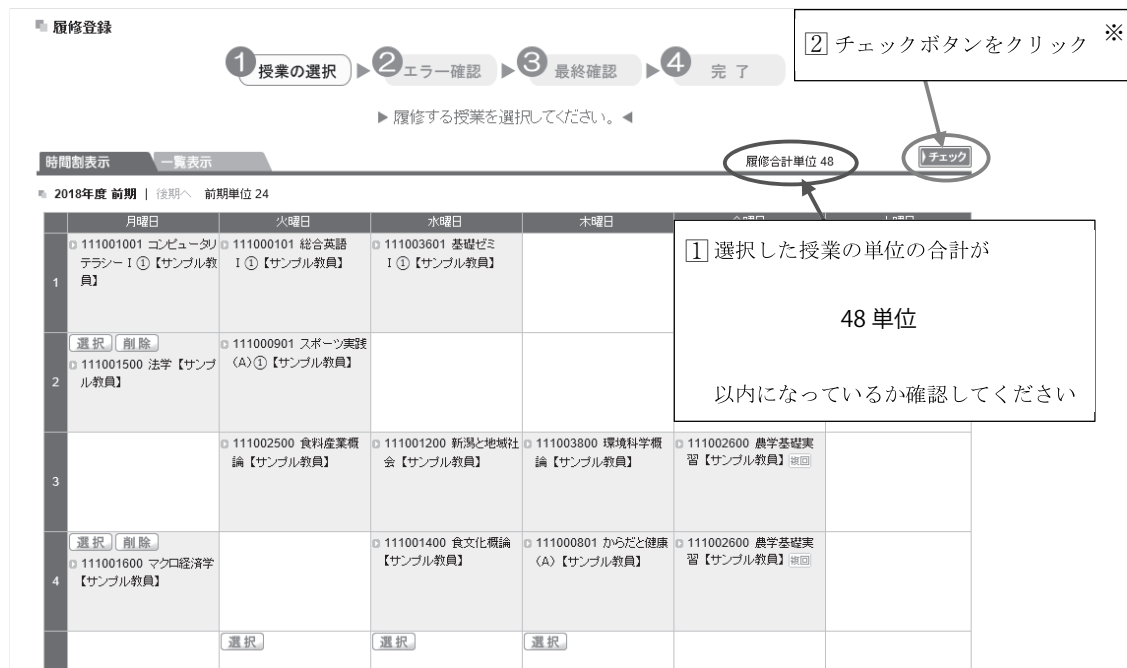 履修登録
② チェックボタンをクリック ※
1 授業の選択 ▶ 2 エラー確認 ▶ 3 最終確認 ▶ 4 完了
▶ 履修する授業を選択してください。◀
時間割表示 一覧表示 履修合計単位 48 チェック
2018年度 前期 | 後期へ 前期単位 24
月曜日 火曜日 水曜日 木曜日
1 選択した授業の単位の合計が
48 単位
以内になっているか確認してください
1
111001001 コンピュータリ
テラシー I ①【サンプル教
員】
111000101 総合英語
I ①【サンプル教員】
111003601 基礎ゼミ
I ①【サンプル教員】
2
選択 削除
111001500 法学【サンプ
ル教員】
111000901 スポーツ実践
(A)①【サンプル教員】
3
111002500 食料産業概
論【サンプル教員】
111001200 新潟と地域社
会【サンプル教員】
111003800 環境科学概
論【サンプル教員】
111002600 農学基礎実
習【サンプル教員】 複回
4
選択 削除
111001600 マクロ経済学
【サンプル教員】
111001400 食文化概論
【サンプル教員】
111000801 からだと健康
(A)【サンプル教員】
111002600 農学基礎実
習【サンプル教員】 複回
選択 選択 選択